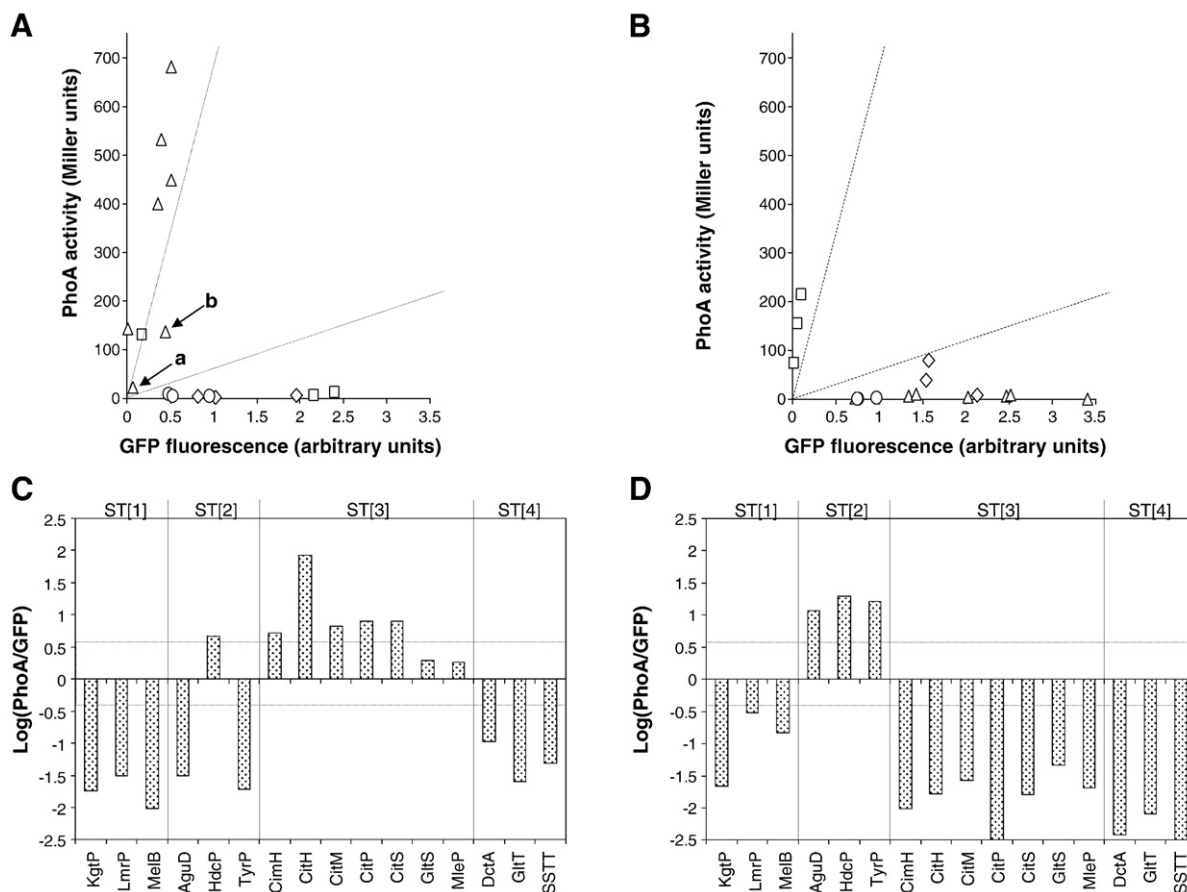 A
PhoA activity (Miller units)
700
600
500
400
300
200
100
0
b
a
0 0.5 1 1.5 2 2.5 3 3.5
GFP fluorescence (arbitrary units)
B
PhoA activity (Miller units)
700
600
500
400
300
200
100
0
0 0.5 1 1.5 2 2.5 3 3.5
GFP fluorescence (arbitrary units)
C
ST[1] ST[2] ST[3] ST[4]
Log(PhoA/GFP)
2.5
2
1.5
1
0.5
0
-0.5
-1
-1.5
-2
-2.5
KgtP LmrP MelB AguD HdcP TyrP CimH CitH CitM CitP CitS GltS MleP DctA GltT SSTT
D
ST[1] ST[2] ST[3] ST[4]
Log(PhoA/GFP)
2.5
2
1.5
1
0.5
0
-0.5
-1
-1.5
-2
-2.5
KgtP LmrP MelB AguD HdcP TyrP CimH CitH CitM CitP CitS GltS MleP DctA GltT SSTT